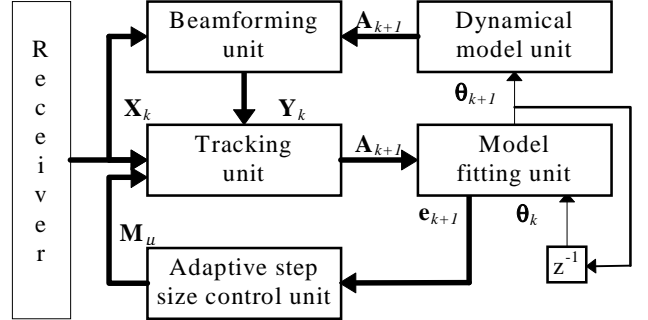 Receiver
Beamforming
unit
A_{k+1}
Dynamical
model unit
X_k
Y_k
θ_{k+1}
Tracking
unit
A_{k+1}
Model
fitting unit
M_u
e_{k+1}
θ_k
Adaptive step
size control unit
z^{-1}